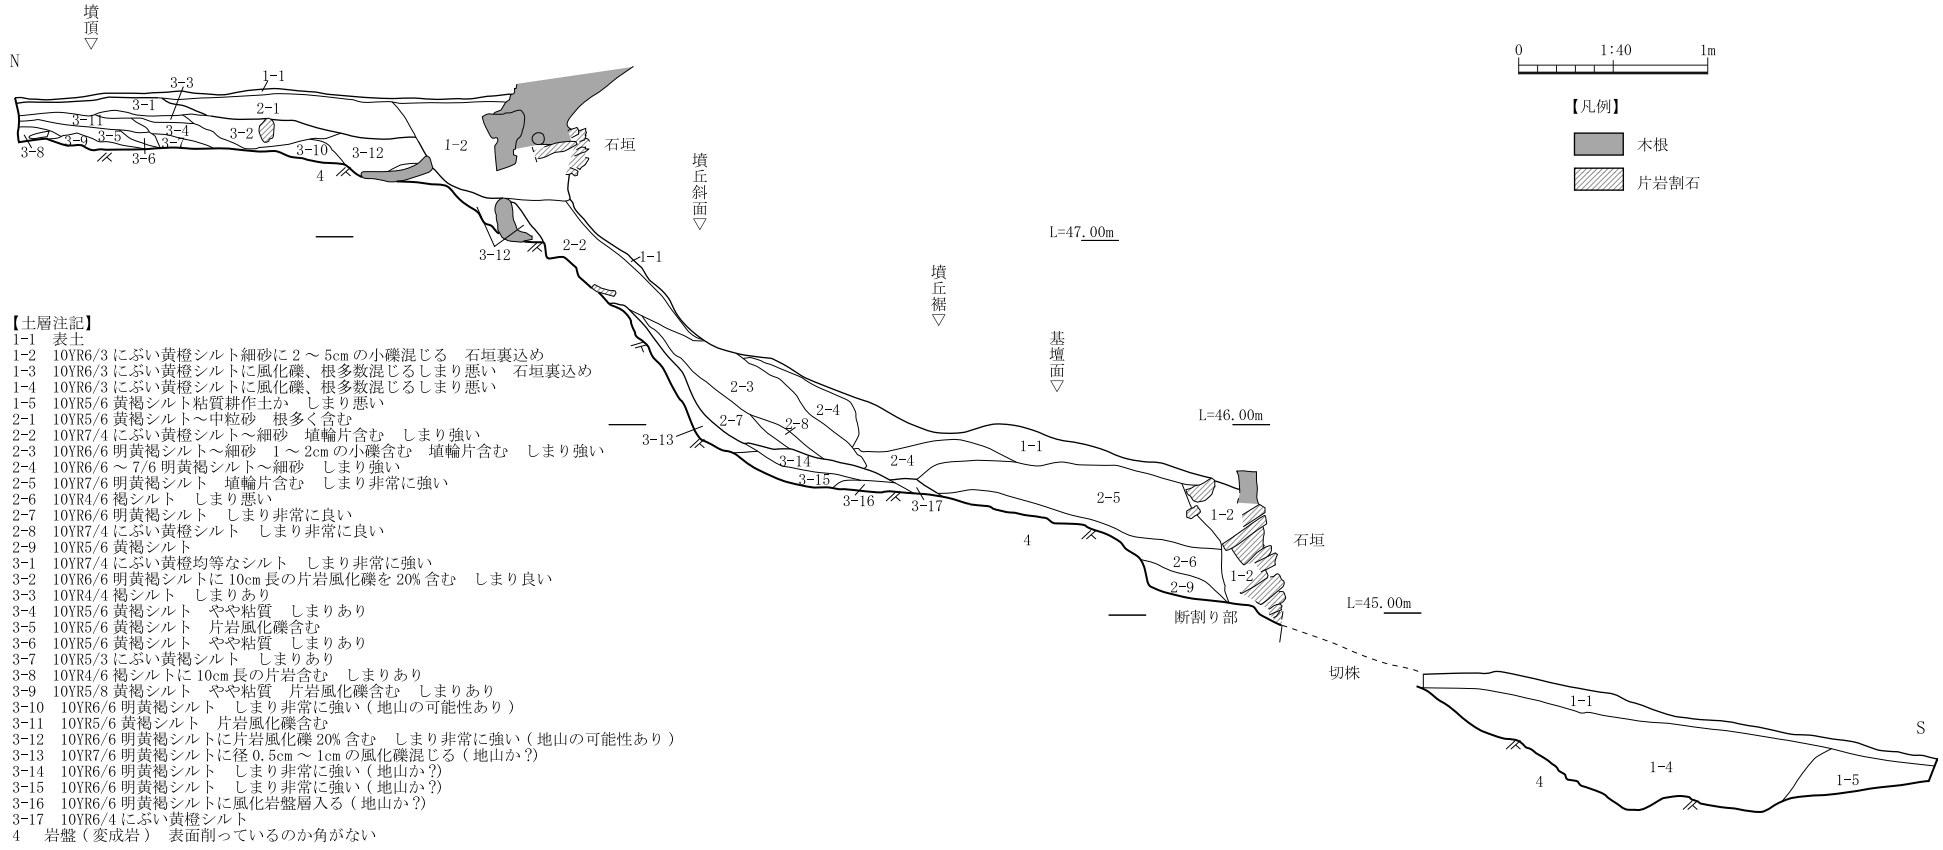 墳頂▽
N
3-3
1-1
3-1
2-1
3-11
3-4
3-5
3-2
3-9
3-7
3-8
3-6
3-10
3-12
1-2
4
石垣
3-12
2-2
1-1
墳丘斜面▽
L=47.00m
墳丘裾▽
基壇面▽
L=46.00m
2-3
2-4
2-7
2-8
3-13
3-14
3-15
3-16
3-17
2-4
1-1
2-5
1-2
石垣
4
2-6
1-2
2-9
断割り部
L=45.00m
切株
1-1
1-4
1-5
4
S
0 1:40 1m
【凡例】
木根
片岩割石
【土層注記】
1-1 表土
1-2 10YR6/3 にぶい黄橙シルト細砂に 2 ～ 5cm の小礫混じる 石垣裏込め
1-3 10YR6/3 にぶい黄橙シルトに風化礫、根多数混じるしまり悪い 石垣裏込め
1-4 10YR6/3 にぶい黄橙シルトに風化礫、根多数混じるしまり悪い
1-5 10YR5/6 黄褐シルト粘質耕作土か しまり悪い
2-1 10YR5/6 黄褐シルト～中粒砂 根多く含む
2-2 10YR7/4 にぶい黄橙シルト～細砂 埴輪片含む しまり強い
2-3 10YR6/6 明黄褐シルト～細砂 1 ～ 2cm の小礫含む 埴輪片含む しまり強い
2-4 10YR6/6 ～ 7/6 明黄褐シルト～細砂 しまり強い
2-5 10YR7/6 明黄褐シルト 埴輪片含む しまり非常に強い
2-6 10YR4/6 褐シルト しまり悪い
2-7 10YR6/6 明黄褐シルト しまり非常に良い
2-8 10YR7/4 にぶい黄橙シルト しまり非常に良い
2-9 10YR5/6 黄褐シルト
3-1 10YR7/4 にぶい黄橙均等なシルト しまり非常に強い
3-2 10YR6/6 明黄褐シルトに 10cm 長の片岩風化礫を 20% 含む しまり良い
3-3 10YR4/4 褐シルト しまりあり
3-4 10YR5/6 黄褐シルト やや粘質 しまりあり
3-5 10YR5/6 黄褐シルト 片岩風化礫含む
3-6 10YR5/6 黄褐シルト やや粘質 しまりあり
3-7 10YR5/3 にぶい黄褐シルト しまりあり
3-8 10YR4/6 褐シルトに 10cm 長の片岩含む しまりあり
3-9 10YR5/8 黄褐シルト やや粘質 片岩風化礫含む しまりあり
3-10 10YR6/6 明黄褐シルト しまり非常に強い ( 地山の可能性あり )
3-11 10YR5/6 黄褐シルト 片岩風化礫含む
3-12 10YR6/6 明黄褐シルトに片岩風化礫 20% 含む しまり非常に強い ( 地山の可能性あり )
3-13 10YR7/6 明黄褐シルトに径 0.5cm ～ 1cm の風化礫混じる ( 地山か ?)
3-14 10YR6/6 明黄褐シルト しまり非常に強い ( 地山か ?)
3-15 10YR6/6 明黄褐シルト しまり非常に強い ( 地山か ?)
3-16 10YR6/6 明黄褐シルトに風化岩盤層入る ( 地山か ?)
3-17 10YR6/4 にぶい黄橙シルト
4 岩盤 ( 変成岩 ) 表面削っているのか角がない